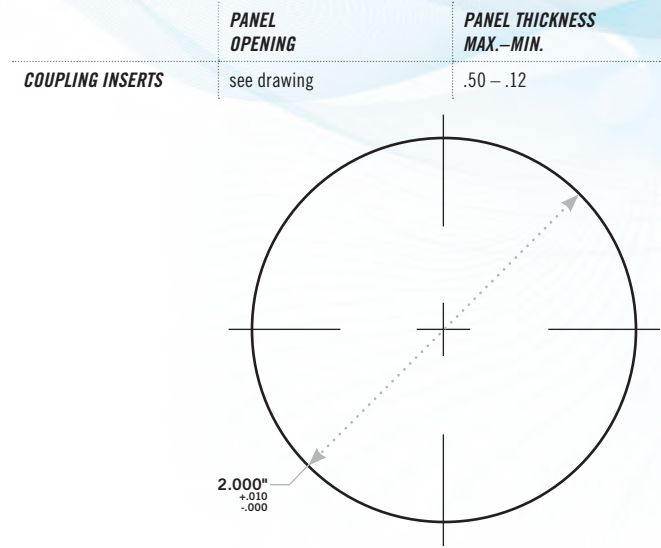 PANEL OPENING
PANEL THICKNESS MAX.–MIN.
COUPLING INSERTS
see drawing
.50 – .12
2.000"
+.010
-.000